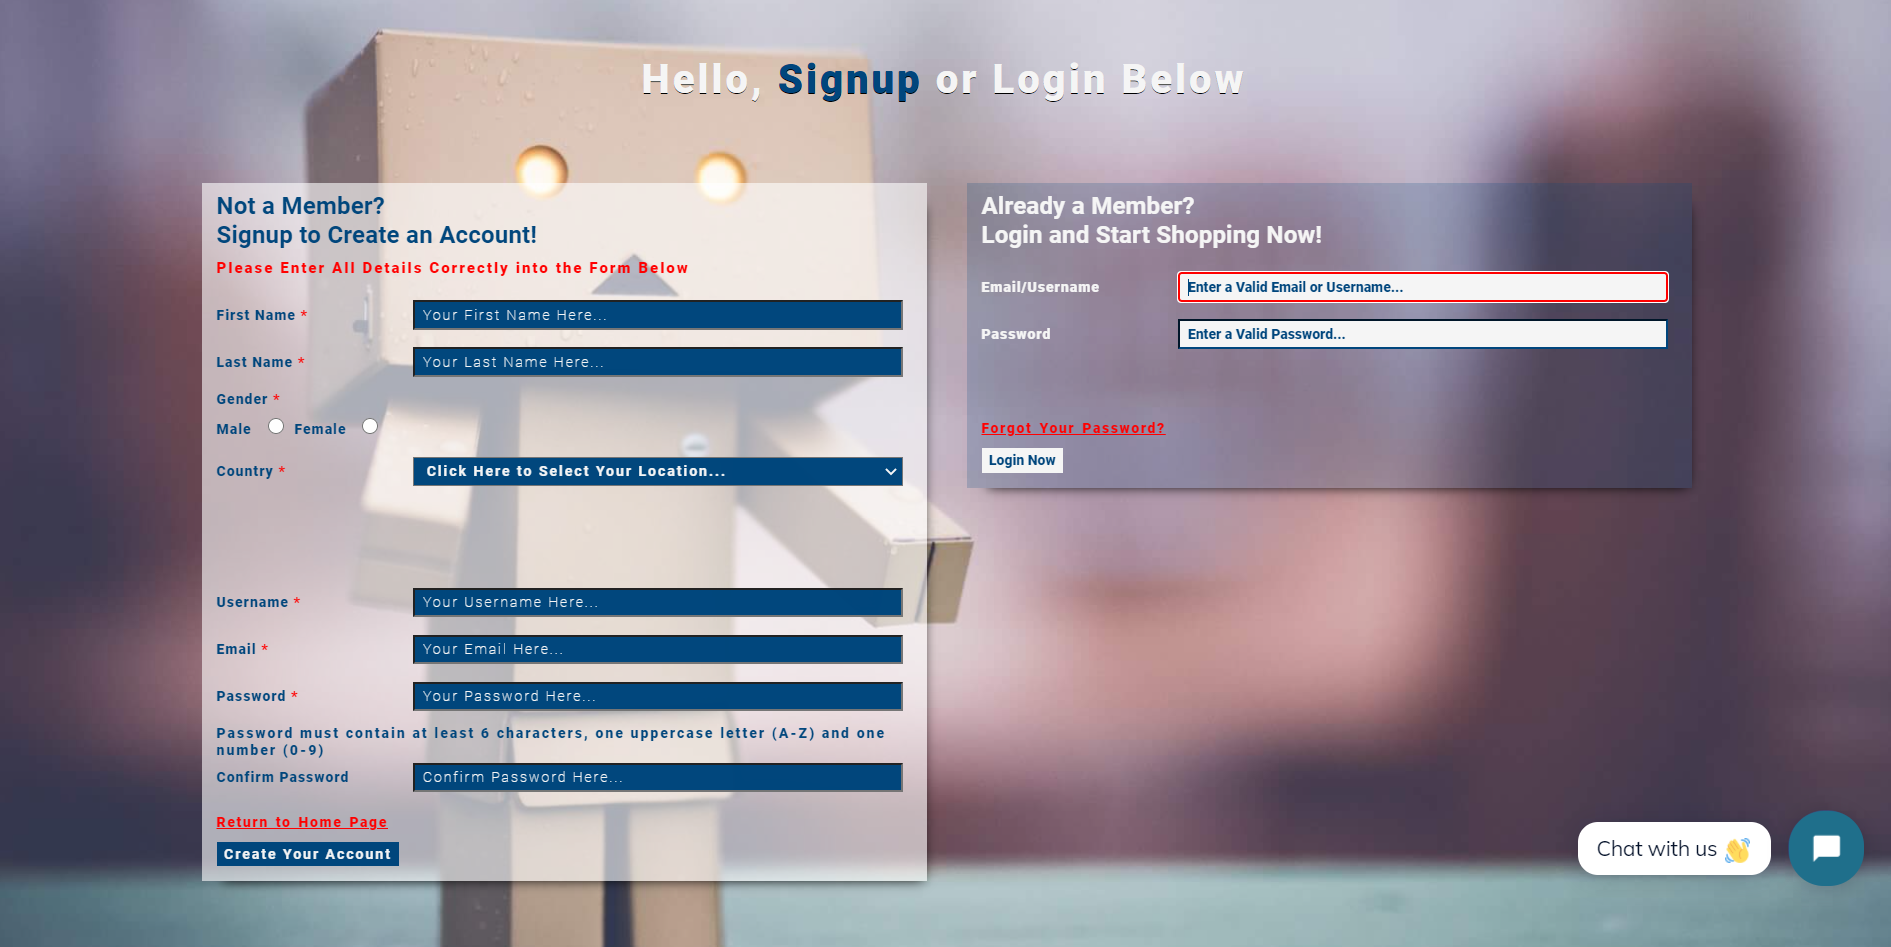 Hello, Signup or Login Below
Not a Member?
Signup to Create an Account!
Please Enter All Details Correctly into the Form Below
First Name *
Your First Name Here...
Last Name *
Your Last Name Here...
Gender *
Male Female
Country *
Click Here to Select Your Location...
Username *
Your Username Here...
Email *
Your Email Here...
Password *
Your Password Here...
Password must contain at least 6 characters, one uppercase letter (A-Z) and one
number (0-9)
Confirm Password
Confirm Password Here...
Return to Home Page
Create Your Account
Already a Member?
Login and Start Shopping Now!
Email/Username
Enter a Valid Email or Username...
Password
Enter a Valid Password...
Forgot Your Password?
Login Now
Chat with us 👋